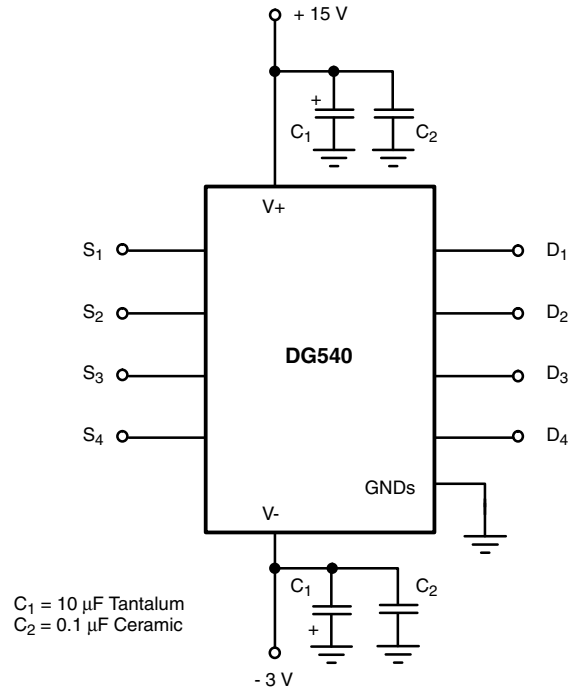 + 15 V
+
C1 C2
V+
S1 D1
S2 D2
DG540
S3 D3
S4 D4
GNDs
V-
C1 C2
C1 = 10 μF Tantalum
+
C2 = 0.1 μF Ceramic
- 3 V